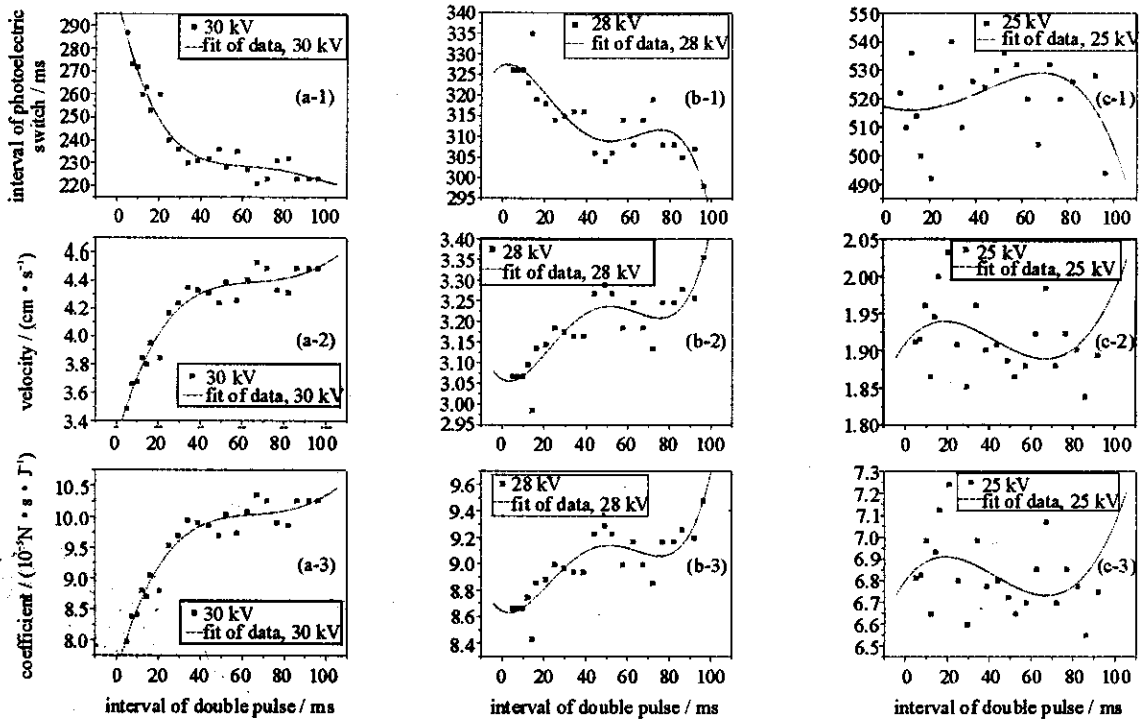 interval of photoelectric
switch / ms
290
280
270
260
250
240
230
220
30 kV
fit of data, 30 kV
(a-1)
0 20 40 60 80 100
340
335
330
325
320
315
310
305
300
295
28 kV
fit of data, 28 kV
(b-1)
0 20 40 60 80 100
550
540
530
520
510
500
490
25 kV
fit of data, 25 kV
(c-1)
0 20 40 60 80 100
velocity / (cm • s⁻¹)
4.6
4.4
4.2
4.0
3.8
3.6
3.4
(a-2)
30 kV
fit of data, 30 kV
0 20 40 60 80 100
3.40
3.35
3.30
3.25
3.20
3.15
3.10
3.05
3.00
2.95
28 kV
fit of data, 28 kV
(b-2)
0 20 40 60 80 100
2.05
2.00
1.95
1.90
1.85
1.80
25 kV
fit of data, 25 kV
(c-2)
0 20 40 60 80 100
coefficient / (10⁻⁵N • s • J⁻¹)
10.5
10.0
9.5
9.0
8.5
8.0
(a-3)
30 kV
fit of data, 30 kV
0 20 40 60 80 100
interval of double pulse / ms
9.6
9.4
9.2
9.0
8.8
8.6
8.4
28 kV
fit of data, 28 kV
(b-3)
0 20 40 60 80 100
interval of double pulse / ms
7.3
7.2
7.1
7.0
6.9
6.8
6.7
6.6
6.5
25 kV
fit of data, 25 kV
(c-3)
0 20 40 60 80 100
interval of double pulse / ms